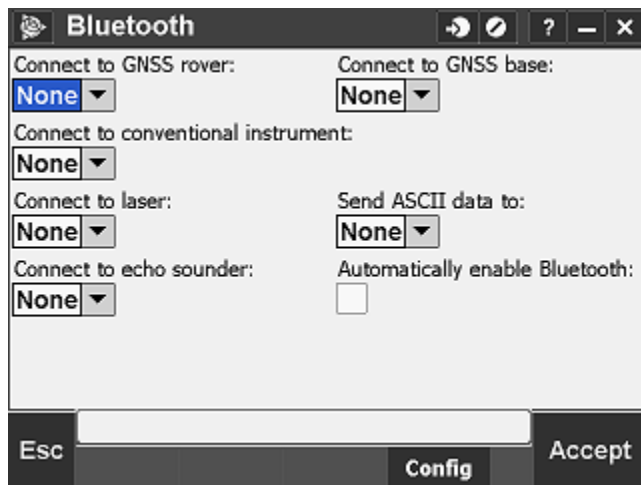 Bluetooth ? – ×
Connect to GNSS rover: Connect to GNSS base:
None None
Connect to conventional instrument:
None
Connect to laser: Send ASCII data to:
None None
Connect to echo sounder: Automatically enable Bluetooth:
None
Esc Config Accept